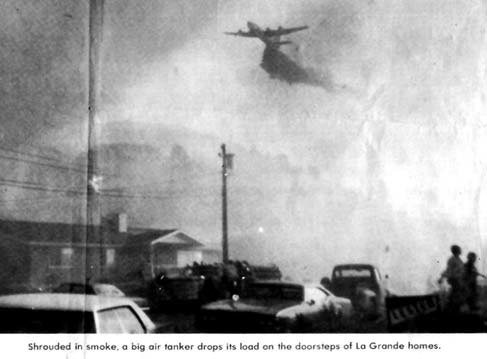 Shrouded in smoke, a big air tanker drops its load on the doorsteps of La Grande homes.